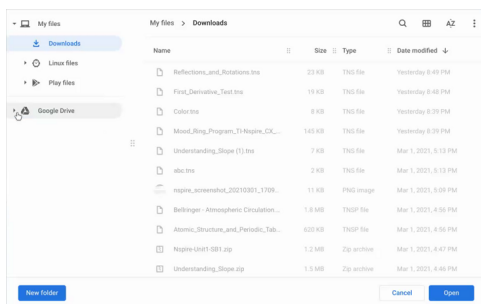 My files
My files > Downloads
AZ
Downloads
Linux files
Play files
Google Drive
Name Size Type Date modified
Reflections_and_Rotations.tns 23 KB TNS file Yesterday 8:49 PM
First_Derivative_Test.tns 19 KB TNS file Yesterday 8:48 PM
Color.tns 8 KB TNS file Yesterday 8:39 PM
Mood_Ring_Program_TI-Nspire_CX_... 145 KB TNS file Yesterday 8:39 PM
Understanding_Slope (1).tns 7 KB TNS file Mar 1, 2021, 5:13 PM
abc.tns 2 KB TNS file Mar 1, 2021, 5:13 PM
nspire_screenshot_20210301_1709... 11 KB PNG image Mar 1, 2021, 5:09 PM
Bellringer - Atmospheric Circulation... 1.8 MB TNSP file Mar 1, 2021, 4:56 PM
Atomic_Structure_and_Periodic_Tab... 620 KB TNSP file Mar 1, 2021, 4:56 PM
Nspire-Unit1-SB1.zip 1.2 MB Zip archive Mar 1, 2021, 4:47 PM
Understanding_Slope.zip 1.5 MB Zip archive Mar 1, 2021, 4:46 PM
New folder Cancel Open